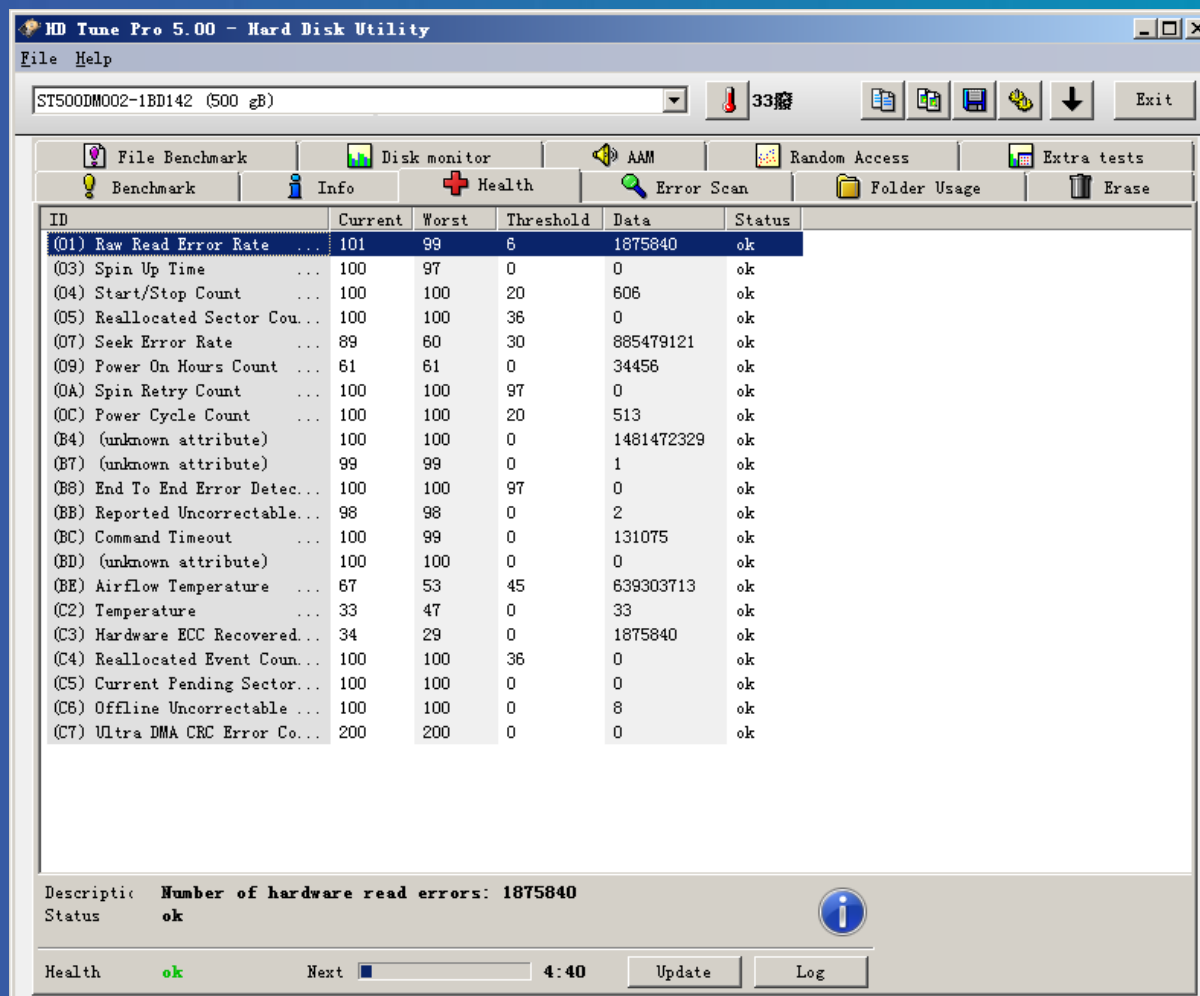 HD Tune Pro 5.00 - Hard Disk Utility
File Help
ST500DM002-1BD142 (500 gB) 33癈 Exit
File Benchmark Disk monitor AAM Random Access Extra tests
Benchmark Info Health Error Scan Folder Usage Erase
ID Current Worst Threshold Data Status
(01) Raw Read Error Rate ... 101 99 6 1875840 ok
(03) Spin Up Time ... 100 97 0 0 ok
(04) Start/Stop Count ... 100 100 20 606 ok
(05) Reallocated Sector Cou... 100 100 36 0 ok
(07) Seek Error Rate ... 89 60 30 885479121 ok
(09) Power On Hours Count ... 61 61 0 34456 ok
(0A) Spin Retry Count ... 100 100 97 0 ok
(0C) Power Cycle Count ... 100 100 20 513 ok
(B4) (unknown attribute) 100 100 0 1481472329 ok
(B7) (unknown attribute) 99 99 0 1 ok
(B8) End To End Error Detec... 100 100 97 0 ok
(BB) Reported Uncorrectable... 98 98 0 2 ok
(BC) Command Timeout ... 100 99 0 131075 ok
(BD) (unknown attribute) 100 100 0 0 ok
(BE) Airflow Temperature ... 67 53 45 639303713 ok
(C2) Temperature ... 33 47 0 33 ok
(C3) Hardware ECC Recovered... 34 29 0 1875840 ok
(C4) Reallocated Event Coun... 100 100 36 0 ok
(C5) Current Pending Sector... 100 100 0 0 ok
(C6) Offline Uncorrectable ... 100 100 0 8 ok
(C7) Ultra DMA CRC Error Co... 200 200 0 0 ok
Descriptic Number of hardware read errors: 1875840
Status ok
Health ok Next 4:40 Update Log